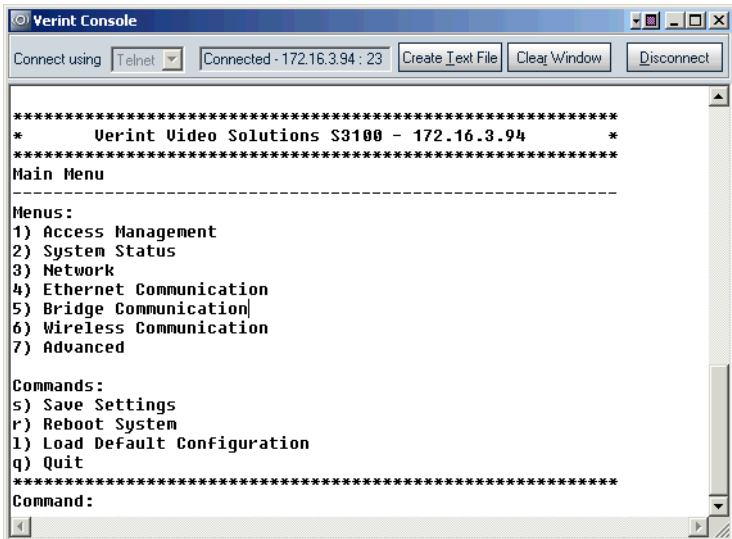 Verint Console
Connect using Telnet Connected - 172.16.3.94 : 23 Create Text File Clear Window Disconnect
***********************************************************
* Verint Video Solutions S3100 - 172.16.3.94 *
***********************************************************
Main Menu
-----------------------------------------------------------
Menus:
1) Access Management
2) System Status
3) Network
4) Ethernet Communication
5) Bridge Communication
6) Wireless Communication
7) Advanced
Commands:
s) Save Settings
r) Reboot System
l) Load Default Configuration
q) Quit
***********************************************************
Command: